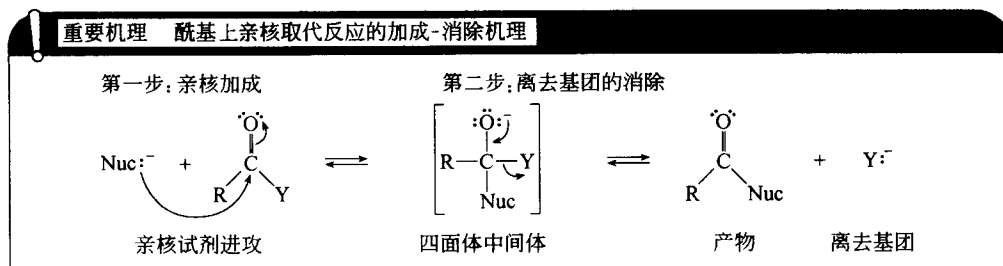 重要机理 酰基上亲核取代反应的加成-消除机理
第一步:亲核加成 第二步:离去基团的消除
Nuc:⁻ + R C O Y ⇌ [R—C—Y :O:⁻ Nuc] ⇌ R C O Nuc + Y:⁻
亲核试剂进攻 四面体中间体 产物 离去基团